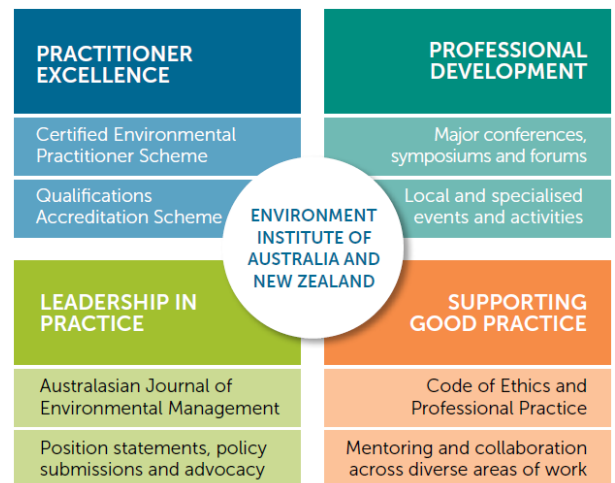 PRACTITIONER
EXCELLENCE
Certified Environmental
Practitioner Scheme
Qualifications
Accreditation Scheme
PROFESSIONAL
DEVELOPMENT
Major conferences,
symposiums and forums
Local and specialised
events and activities
ENVIRONMENT
INSTITUTE OF
AUSTRALIA AND
NEW ZEALAND
LEADERSHIP IN
PRACTICE
Australasian Journal of
Environmental Management
Position statements, policy
submissions and advocacy
SUPPORTING
GOOD PRACTICE
Code of Ethics and
Professional Practice
Mentoring and collaboration
across diverse areas of work